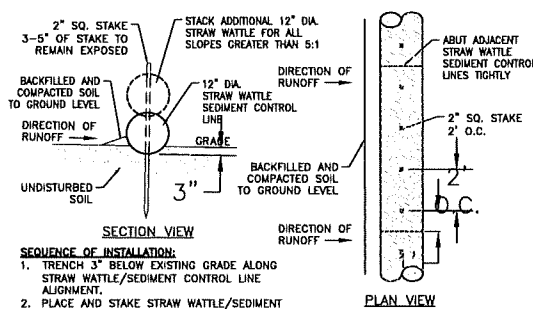 2" SQ. STAKE
3-5" OF STAKE TO
REMAIN EXPOSED
STACK ADDITIONAL 12" DIA.
STRAW WATTLE FOR ALL
SLOPES GREATER THAN 5:1
BACKFILLED AND
COMPACTED SOIL
TO GROUND LEVEL
12" DIA.
STRAW WATTLE
SEDIMENT CONTROL
LINE
DIRECTION OF
RUNOFF
GRADE
3"
UNDISTURBED
SOIL
SECTION VIEW
SEQUENCE OF INSTALLATION:
1. TRENCH 3" BELOW EXISTING GRADE ALONG
STRAW WATTLE/SEDIMENT CONTROL LINE
ALIGNMENT.
2. PLACE AND STAKE STRAW WATTLE/SEDIMENT
ABUT ADJACENT
STRAW WATTLE
SEDIMENT CONTROL
LINES TIGHTLY
DIRECTION OF
RUNOFF
2" SQ. STAKE
2' O.C.
BACKFILLED AND
COMPACTED SOIL
TO GROUND LEVEL
2'
O.C.
DIRECTION OF
RUNOFF
PLAN VIEW